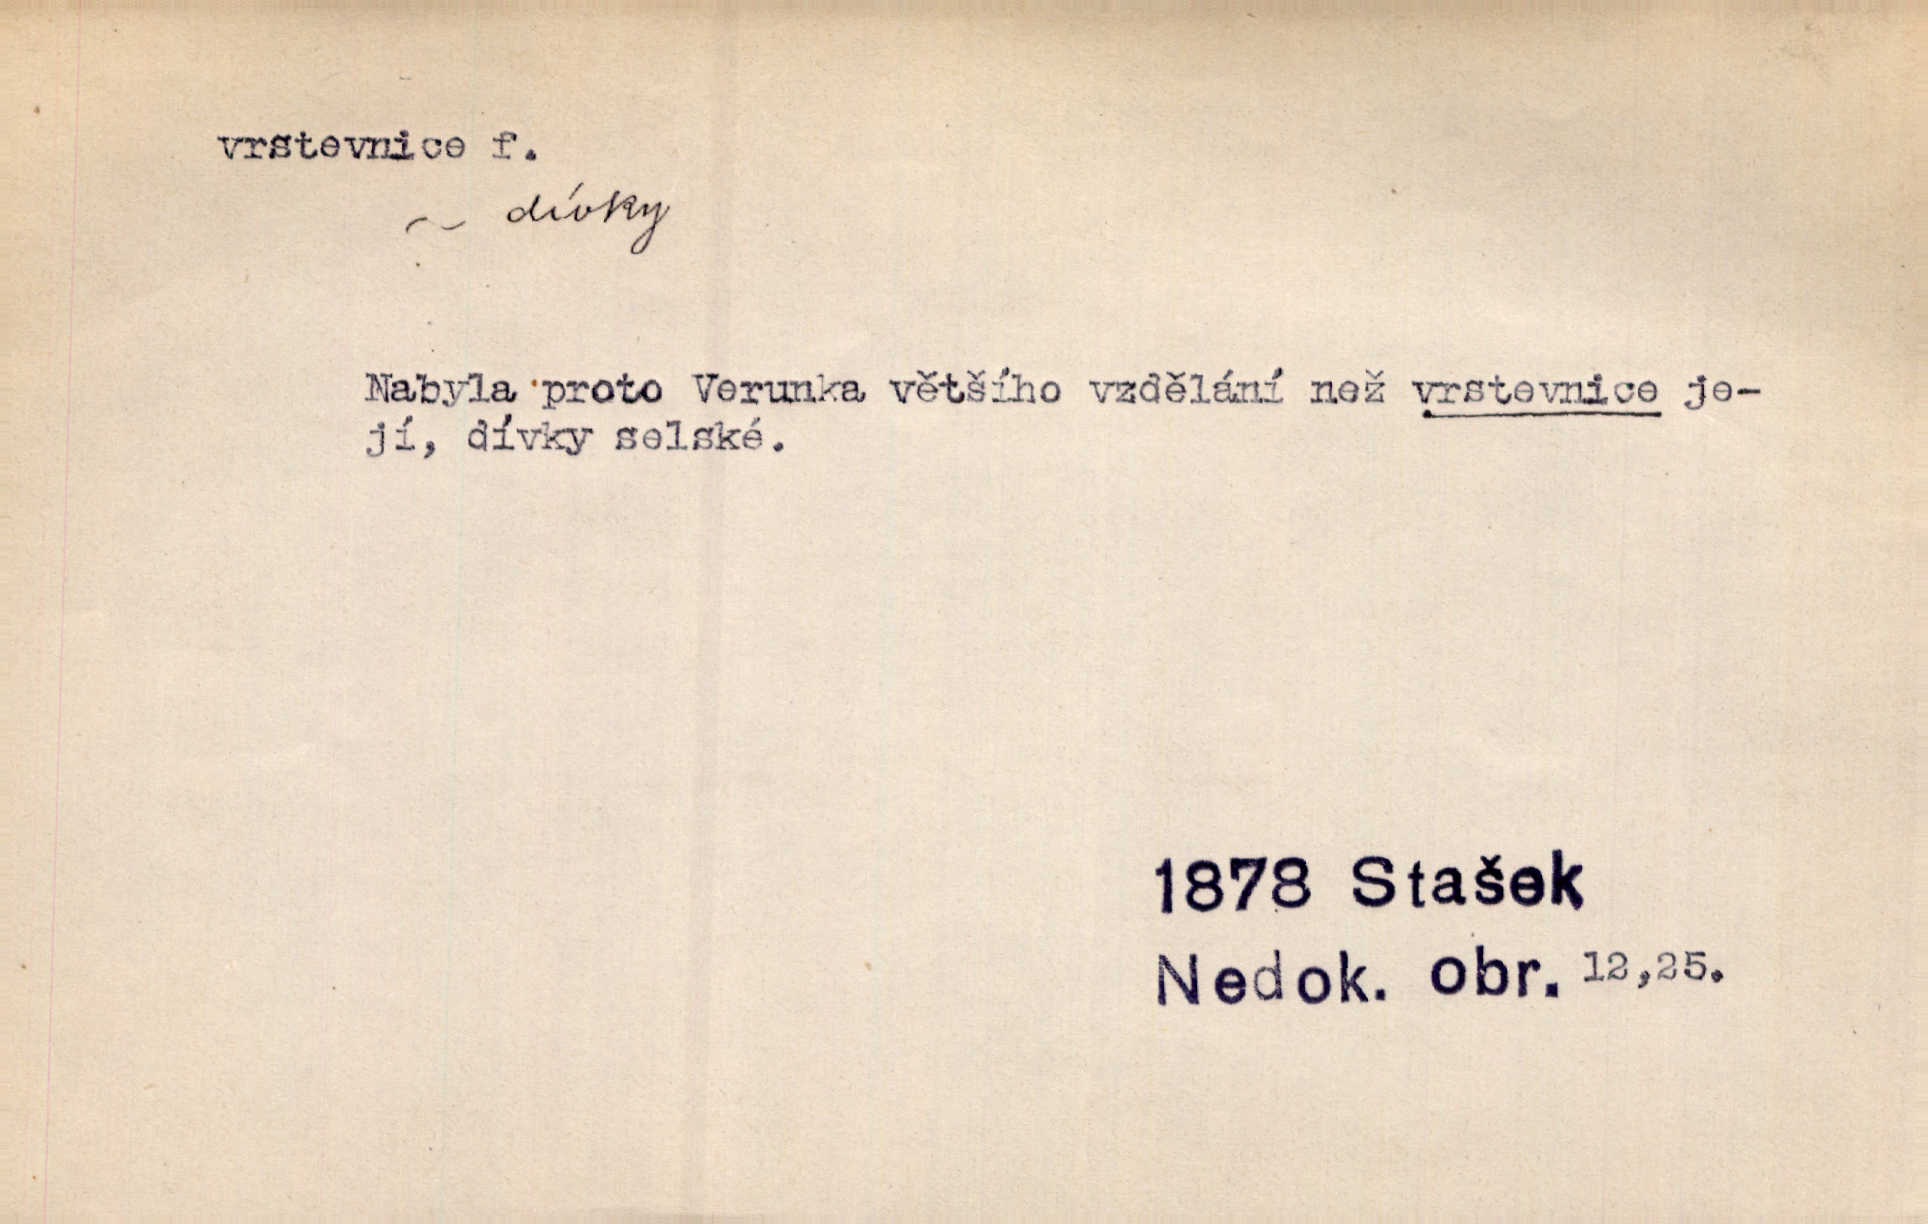 vrstevnice f.
~ dívky
Nabyla proto Verunka většího vzdělání než vrstevnice je-
jí, dívky selské.
1878 Stašek
Nedok. obr. 12,25.